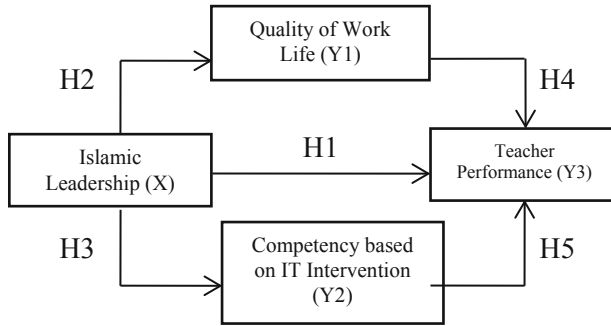 Quality of Work
Life (Y1)
H2
H4
Islamic
Leadership (X)
H1
Teacher
Performance (Y3)
H3
Competency based
on IT Intervention
(Y2)
H5